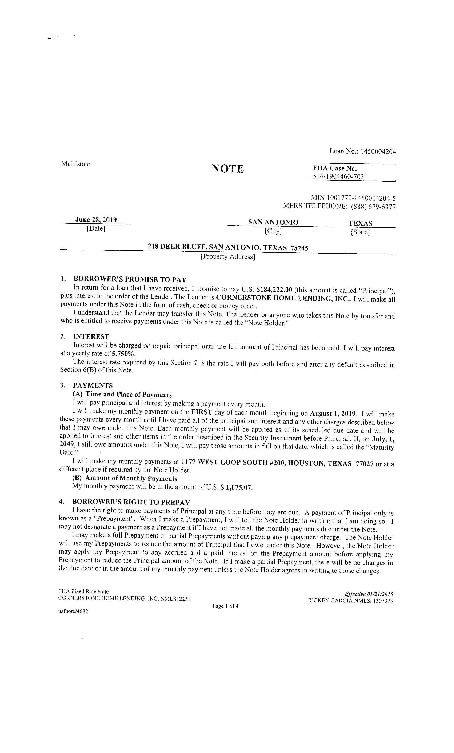 Loan No.:
NOTE
FHA Case No.
MIN
MERS TELEPHONE: (888) 679-6377
June 28, 2019
SAN ANTONIO
TEXAS
[Date]
[City]
[State]
218 DEER BLUFF, SAN ANTONIO, TEXAS
[Property Address]
1. BORROWER'S PROMISE TO PAY
In return for a loan that I have received, I promise to pay U.S. (this amount is called "Principal"),
plus interest, to the order of the Lender. The Lender is CORNERSTONE HOME LENDING, INC.. I will make all
payments under this Note in the form of cash, check or money order.
I understand that the Lender may transfer this Note. The Lender or anyone who takes this Note by transfer and
who is entitled to receive payments under this Note is called the "Note Holder."
2. INTEREST
Interest will be charged on unpaid principal until the full amount of Principal has been paid. I will pay interest
at a yearly rate of
The interest rate required by this Section 2 is the rate I will pay both before and after any default described in
Section 6(B) of this Note.
3. PAYMENTS
(A) Time and Place of Payments
I will pay principal and interest by making a payment every month.
I will make my monthly payment on the FIRST day of each month beginning on August 1, 2019. I will make
these payments every month until I have paid all of the principal and interest and any other charges described below
that I may owe under this Note. Each monthly payment will be applied as of its scheduled due date and will be
applied to interest and other items in the order described in the Security Instrument before Principal. If, on July, 1,
2049, I still owe amounts under this Note, I will pay those amounts in full on that date, which is called the "Maturity
Date."
I will make my monthly payments at 1177 WEST LOOP SOUTH #200, HOUSTON, TEXAS 77027 or at a
different place if required by the Note Holder.
(B) Amount of Monthly Payments
My monthly payment will be in the amount of U.S. $ 1,075.07.
4. BORROWER'S RIGHT TO PREPAY
I have the right to make payments of Principal at any time before they are due. A payment of Principal only is
known as a "Prepayment". When I make a Prepayment, I will tell the Note Holder in writing that I am doing so. I
may not designate a payment as a Prepayment if I have not made all the monthly payments due under the Note.
I may make a full Prepayment or partial Prepayments without paying any prepayment charge. The Note Holder
will use my Prepayments to reduce the amount of Principal that I owe under this Note. However, the Note Holder
may apply my Prepayment to any accrued and unpaid interest on the Prepayment amount before applying my
Prepayment to reduce the Principal amount of the Note. If I make a partial Prepayment, there will be no changes in
the due date or in the amount of my monthly payment unless the Note Holder agrees in writing to those changes.
FHA Fixed Rate Note
CORNERSTONE HOME LENDING, INC. NMLS:
Page 1 of
RICKEY GARCIA NMLS: